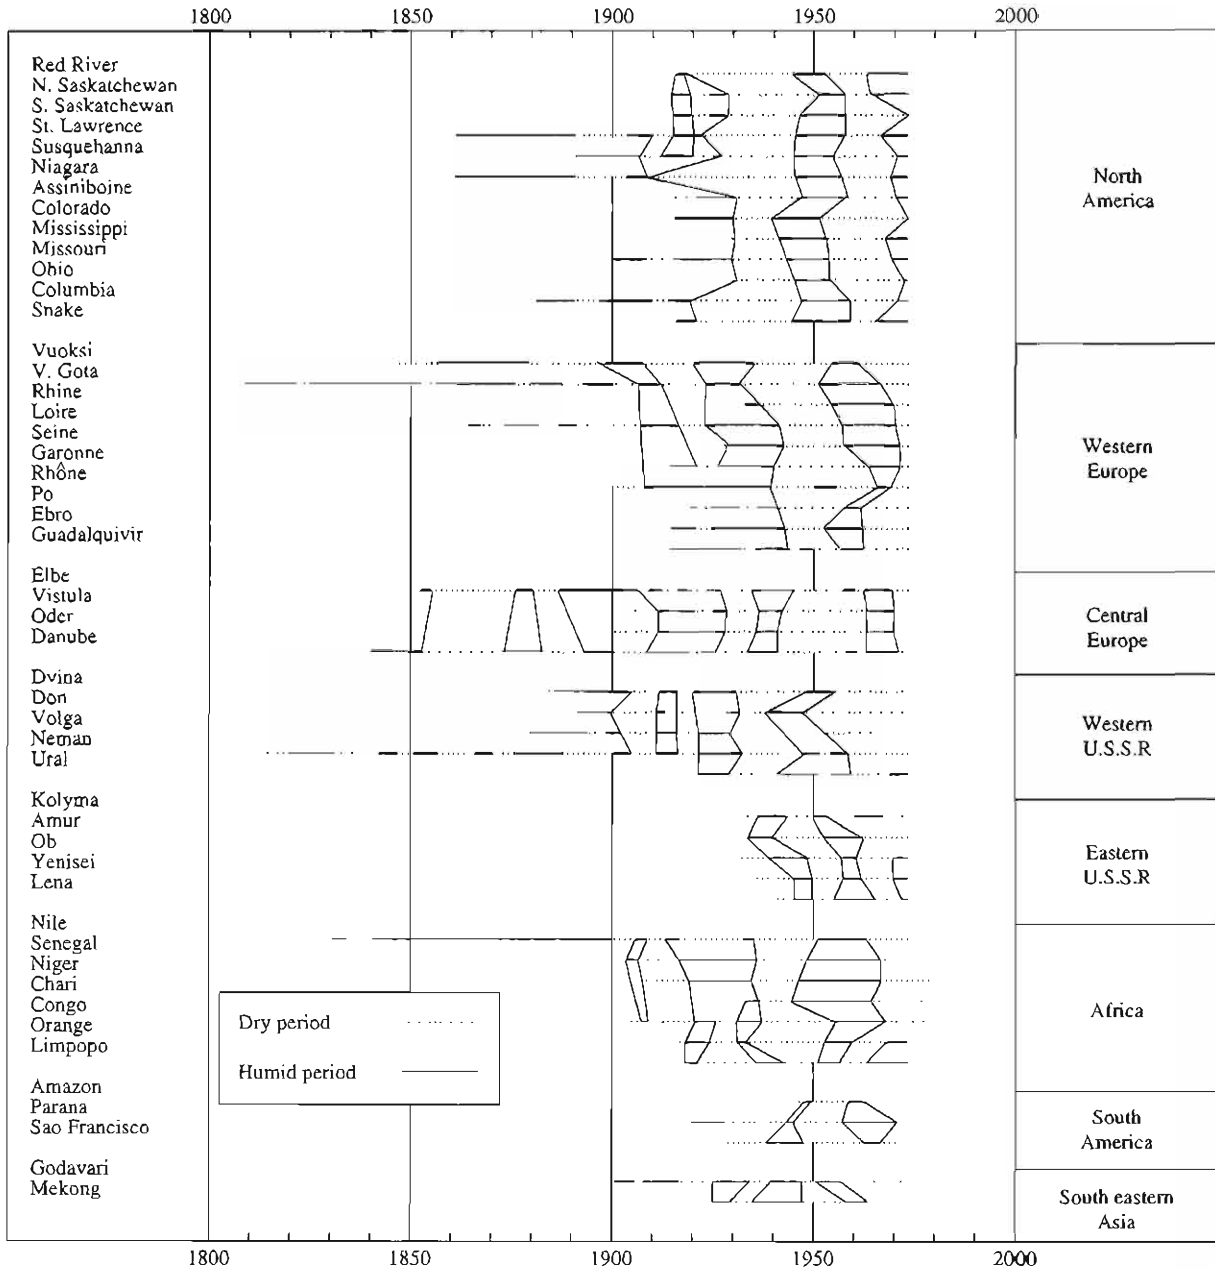 1800 1850 1900 1950 2000
Red River
N. Saskatchewan
S. Saskatchewan
St. Lawrence
Susquehanna
Niagara
Assiniboine
Colorado
Mississippi
Missouri
Ohio
Columbia
Snake
North
America
Vuoksi
V. Gota
Rhine
Loire
Seine
Garonne
Rhône
Po
Ebro
Guadalquivir
Western
Europe
Elbe
Vistula
Oder
Danube
Central
Europe
Dvina
Don
Volga
Neman
Ural
Western
U.S.S.R
Kolyma
Amur
Ob
Yenisei
Lena
Eastern
U.S.S.R
Nile
Senegal
Niger
Chari
Congo
Orange
Limpopo
Africa
Dry period
Humid period
Amazon
Parana
Sao Francisco
South
America
Godavari
Mekong
South eastern
Asia
1800 1850 1900 1950 2000